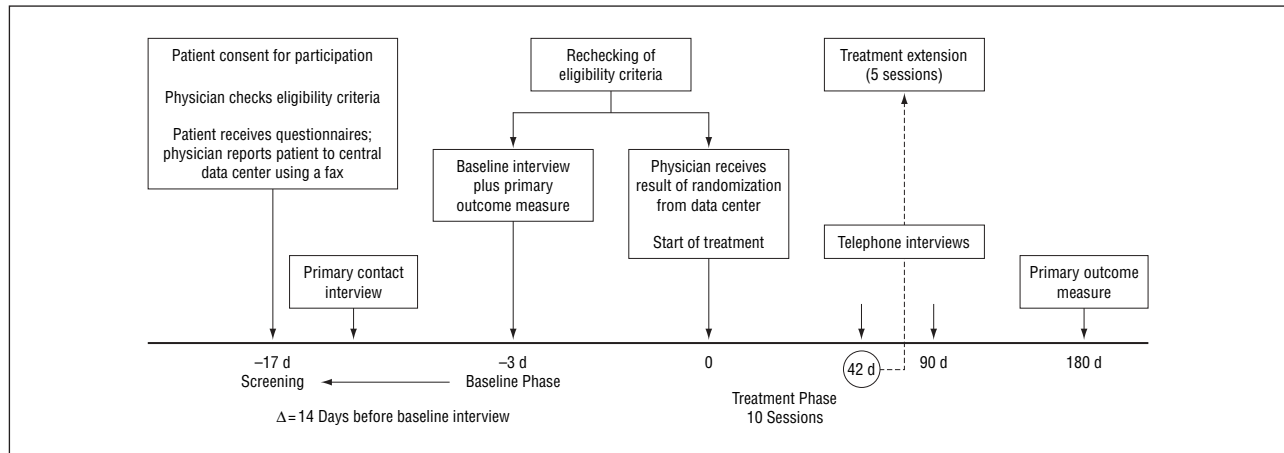 Patient consent for participation
Physician checks eligibility criteria
Patient receives questionnaires;
physician reports patient to central
data center using a fax
Rechecking of
eligibility criteria
Treatment extension
(5 sessions)
Baseline interview
plus primary
outcome measure
Physician receives
result of randomization
from data center
Start of treatment
Telephone interviews
Primary contact
interview
Primary outcome
measure
–17 d
–3 d
0
42 d
90 d
180 d
Screening
Baseline Phase
Treatment Phase
10 Sessions
Δ=14 Days before baseline interview